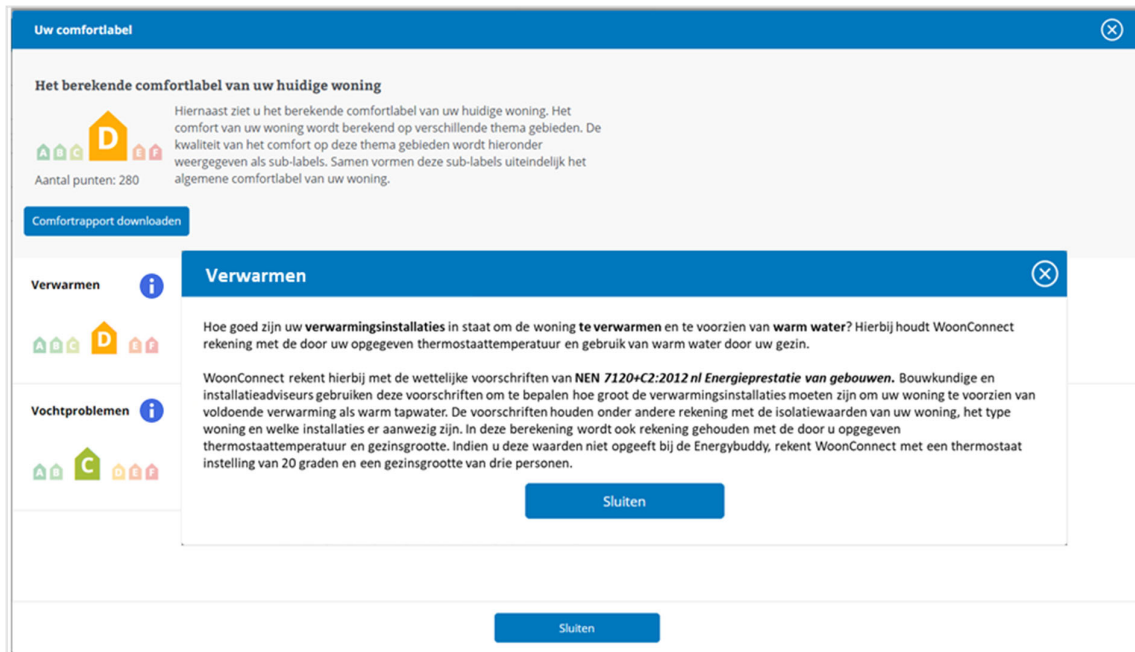 Uw comfortlabel
Het berekende comfortlabel van uw huidige woning
Hiernaast ziet u het berekende comfortlabel van uw huidige woning. Het
comfort van uw woning wordt berekend op verschillende thema gebieden. De
kwaliteit van het comfort op deze thema gebieden wordt hieronder
weergegeven als sub-labels. Samen vormen deze sub-labels uiteindelijk het
algemene comfortlabel van uw woning.
A B C D E F
Aantal punten: 280
Comfortrapport downloaden
Verwarmen i
A B C D E F
Vochtproblemen i
A B C D E F
Verwarmen
Hoe goed zijn uw verwarmingsinstallaties in staat om de woning te verwarmen en te voorzien van warm water? Hierbij houdt WoonConnect
rekening met de door uw opgegeven thermostaattemperatuur en gebruik van warm water door uw gezin.
WoonConnect rekent hierbij met de wettelijke voorschriften van NEN 7120+C2:2012 nl Energieprestatie van gebouwen. Bouwkundige en
installatieadviseurs gebruiken deze voorschriften om te bepalen hoe groot de verwarmingsinstallaties moeten zijn om uw woning te voorzien van
voldoende verwarming als warm tapwater. De voorschriften houden onder andere rekening met de isolatiewaarden van uw woning, het type
woning en welke installaties er aanwezig zijn. In deze berekening wordt ook rekening gehouden met de door u opgegeven
thermostaattemperatuur en gezinsgrootte. Indien u deze waarden niet opgeeft bij de Energybuddy, rekent WoonConnect met een thermostaat
instelling van 20 graden en een gezinsgrootte van drie personen.
Sluiten
Sluiten